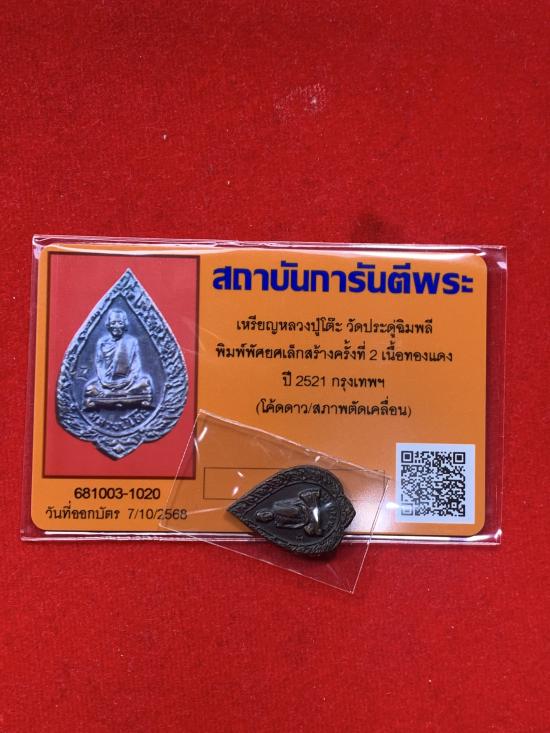 สถาบันการันตีพระ
เหรียญหลวงปู่โต๊ะ วัดประดู่ฉิมพลี
พิมพ์พัศยศเล็กสร้างครั้งที่ 2 เนื้อทองแดง
ปี 2521 กรุงเทพฯ
(โค้ดดาว/สภาพตัดเคลื่อน)
681003-1020
วันที่ออกบัตร 7/10/2568